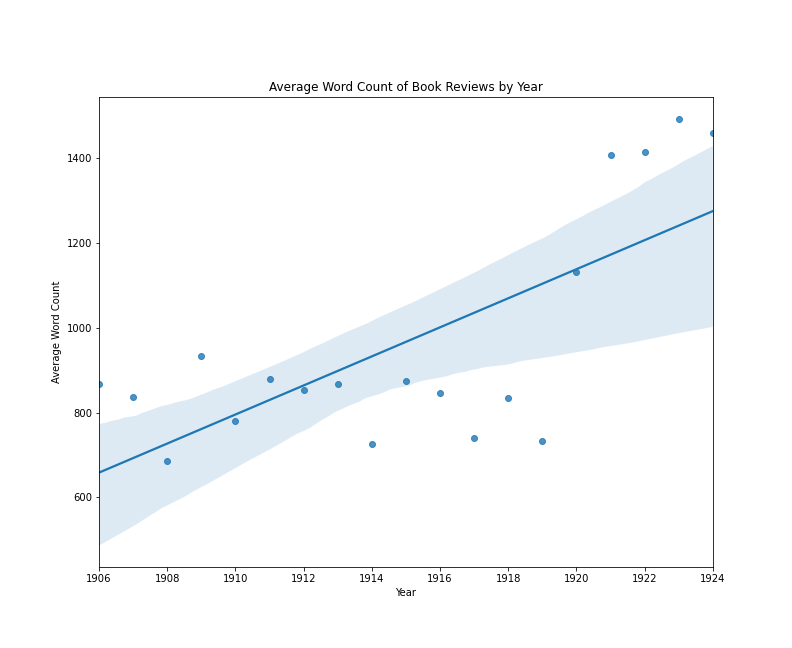 Average Word Count of Book Reviews by Year
Average Word Count
1400
1200
1000
800
600
1906 1908 1910 1912 1914 1916 1918 1920 1922 1924
Year